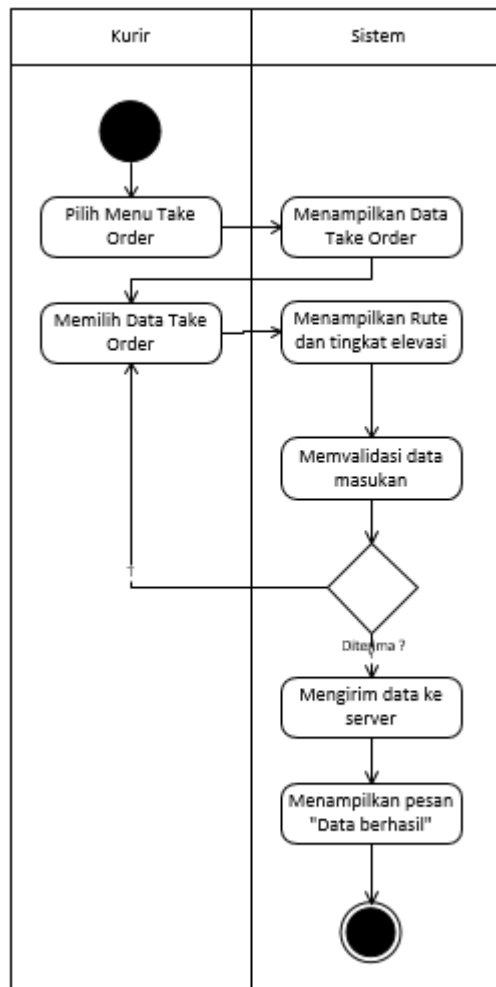 Kurir
Sistem
Pilih Menu Take
Order
Menampilkan Data
Take Order
Memilih Data Take
Order
Menampilkan Rute
dan tingkat elevasi
Memvalidasi data
masukan
Diterima ?
Mengirim data ke
server
Menampilkan pesan
"Data berhasil"